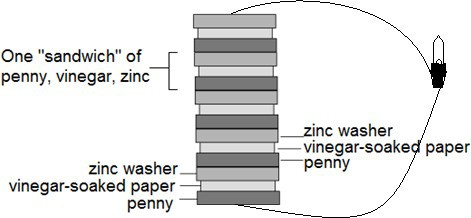 One "sandwich" of
penny, vinegar, zinc
zinc washer
vinegar-soaked paper
penny
zinc washer
vinegar-soaked paper
penny